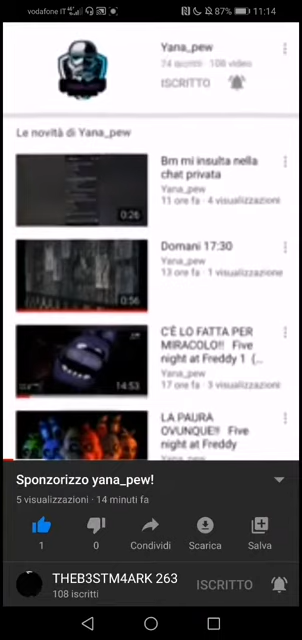 vodafone IT 87% 11:14
Yana_pew
74 iscritti · 108 video
ISCRITTO
Le novità di Yana_pew
Bm mi insulta nella
chat privata
Yana_pew
11 ore fa · 4 visualizzazioni
0:26
Domani 17:30
Yana_pew
13 ore fa · 1 visualizzazione
0:56
C'È LO FATTA PER
MIRACOLO!! Five
night at Freddy 1 (...
Yana_pew
17 ore fa · 3 visualizzazioni
14:53
LA PAURA
OVUNQUE!! Five
night at Freddy
Sponzorizzo yana_pew!
5 visualizzazioni · 14 minuti fa
1 0 Condividi Scarica Salva
THEB3STM4ARK 263 ISCRITTO
108 iscritti